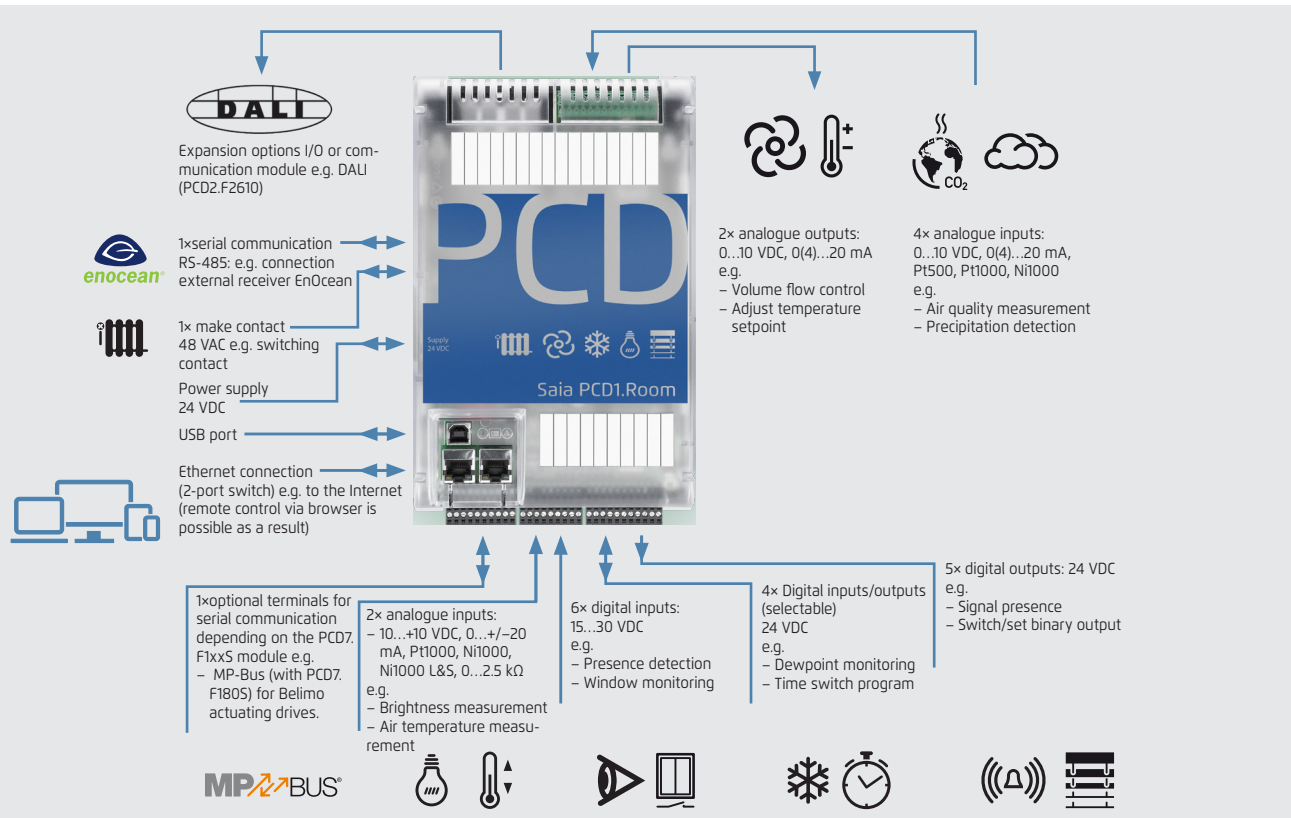 DALI
Expansion options I/O or com-
munication module e.g. DALI
(PCD2.F2610)
enocean®
1×serial communication
RS-485: e.g. connection
external receiver EnOcean
1× make contact
48 VAC e.g. switching
contact
Power supply
24 VDC
USB port
Ethernet connection
(2-port switch) e.g. to the Internet
(remote control via browser is
possible as a result)
PCD
Supply
24 VDC
Saia PCD1.Room
CO2
2× analogue outputs:
0...10 VDC, 0(4)...20 mA
e.g.
– Volume flow control
– Adjust temperature
setpoint
4× analogue inputs:
0...10 VDC, 0(4)...20 mA,
Pt500, Pt1000, Ni1000
e.g.
– Air quality measurement
– Precipitation detection
1×optional terminals for
serial communication
depending on the PCD7.
F1xxS module e.g.
– MP-Bus (with PCD7.
F180S) for Belimo
actuating drives.
2× analogue inputs:
– 10...+10 VDC, 0...+/–20
mA, Pt1000, Ni1000,
Ni1000 L&S, 0...2.5 kΩ
e.g.
– Brightness measurement
– Air temperature measu-
rement
6× digital inputs:
15...30 VDC
e.g.
– Presence detection
– Window monitoring
4× Digital inputs/outputs
(selectable)
24 VDC
e.g.
– Dewpoint monitoring
– Time switch program
5× digital outputs: 24 VDC
e.g.
– Signal presence
– Switch/set binary output
MP BUS®